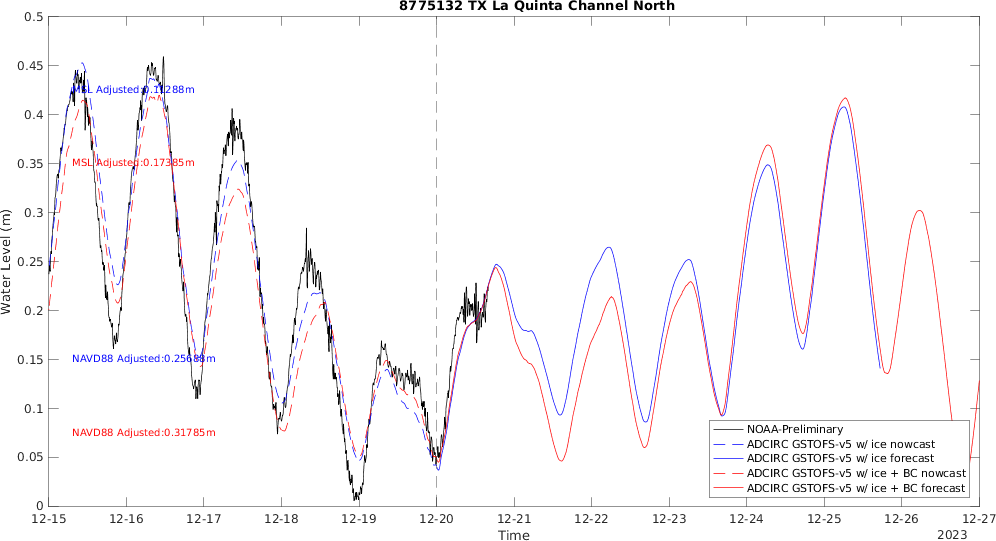 8775132 TX La Quinta Channel North
0.5
0.45
0.4
0.35
0.3
0.25
0.2
0.15
0.1
0.05
0
Water Level (m)
MSL Adjusted:0.11288m
MSL Adjusted:0.17385m
NAVD88 Adjusted:0.25688m
NAVD88 Adjusted:0.31785m
NOAA-Preliminary
ADCIRC GSTOFS-v5 w/ ice nowcast
ADCIRC GSTOFS-v5 w/ ice forecast
ADCIRC GSTOFS-v5 w/ ice + BC nowcast
ADCIRC GSTOFS-v5 w/ ice + BC forecast
12-15 12-16 12-17 12-18 12-19 12-20 12-21 12-22 12-23 12-24 12-25 12-26 12-27
Time
2023